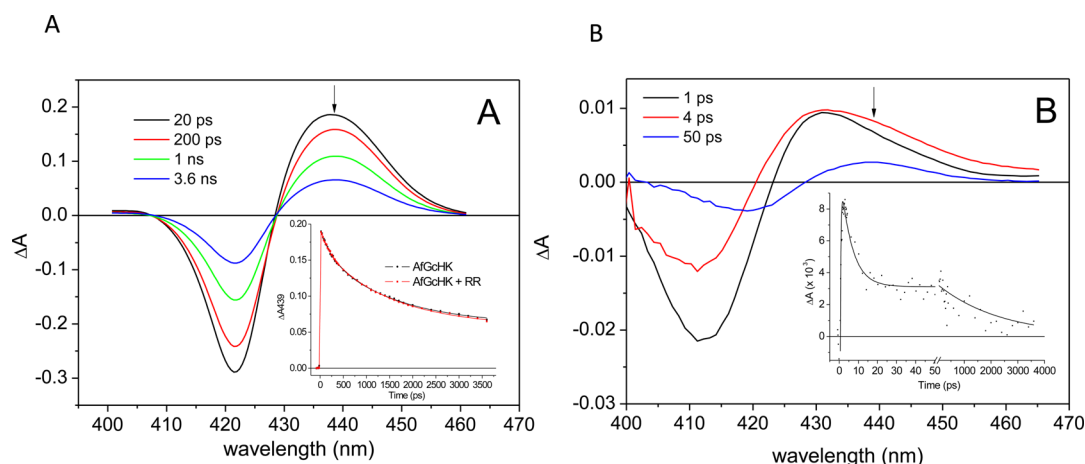 A
B
A
20 ps
200 ps
1 ns
3.6 ns
0.2
0.1
0.0
-0.1
-0.2
-0.3
ΔA
400 410 420 430 440 450 460 470
wavelength (nm)
AfGcHK
AfGcHK + RR
0.20
0.15
0.10
0.05
0.00
ΔA439
0 500 1000 1500 2000 2500 3000 3500
Time (ps)
B
1 ps
4 ps
50 ps
0.01
0.00
-0.01
-0.02
-0.03
ΔA
400 410 420 430 440 450 460 470
wavelength (nm)
8
6
4
2
0
ΔA (x 10³)
0 10 20 30 40 50 1000 2000 3000 4000
Time (ps)